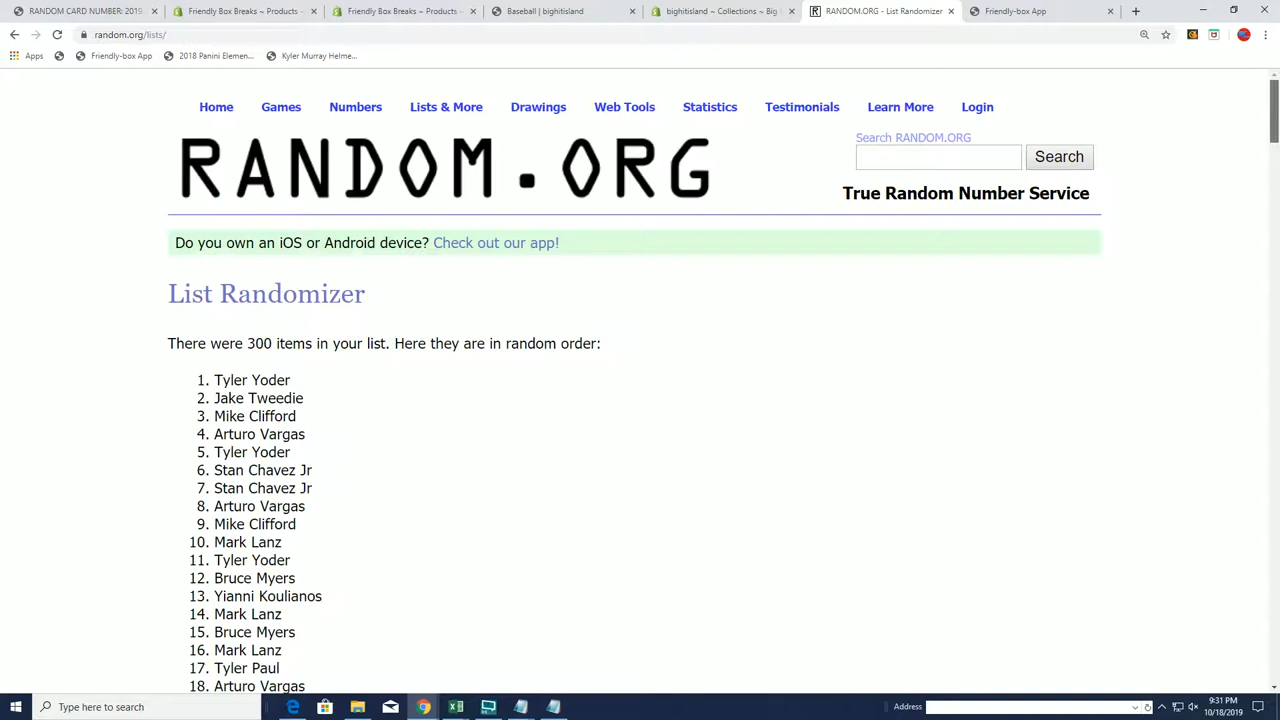 RANDOM CARD NUMBER: 2019
Friendly Box Breaks ~ Products
Friendly Box Breaks ~ Products
Baseball | bighitisland
bighitisland ~ Collections ~ Big
RANDOM.ORG - List Randomizer
Friendly-box App
random.org/lists/
Apps
Friendly-box App
2018 Panini Elemen...
Kyler Murray Helme...
Home
Games
Numbers
Lists & More
Drawings
Web Tools
Statistics
Testimonials
Learn More
Login
RANDOM.ORG
Search RANDOM.ORG
Search
True Random Number Service
Do you own an iOS or Android device? Check out our app!
List Randomizer
There were 300 items in your list. Here they are in random order:
1. Tyler Yoder
2. Jake Tweedie
3. Mike Clifford
4. Arturo Vargas
5. Tyler Yoder
6. Stan Chavez Jr
7. Stan Chavez Jr
8. Arturo Vargas
9. Mike Clifford
10. Mark Lanz
11. Tyler Yoder
12. Bruce Myers
13. Yianni Koulianos
14. Mark Lanz
15. Bruce Myers
16. Mark Lanz
17. Tyler Paul
18. Arturo Vargas
Type here to search
Address
9:31 PM
10/18/2019